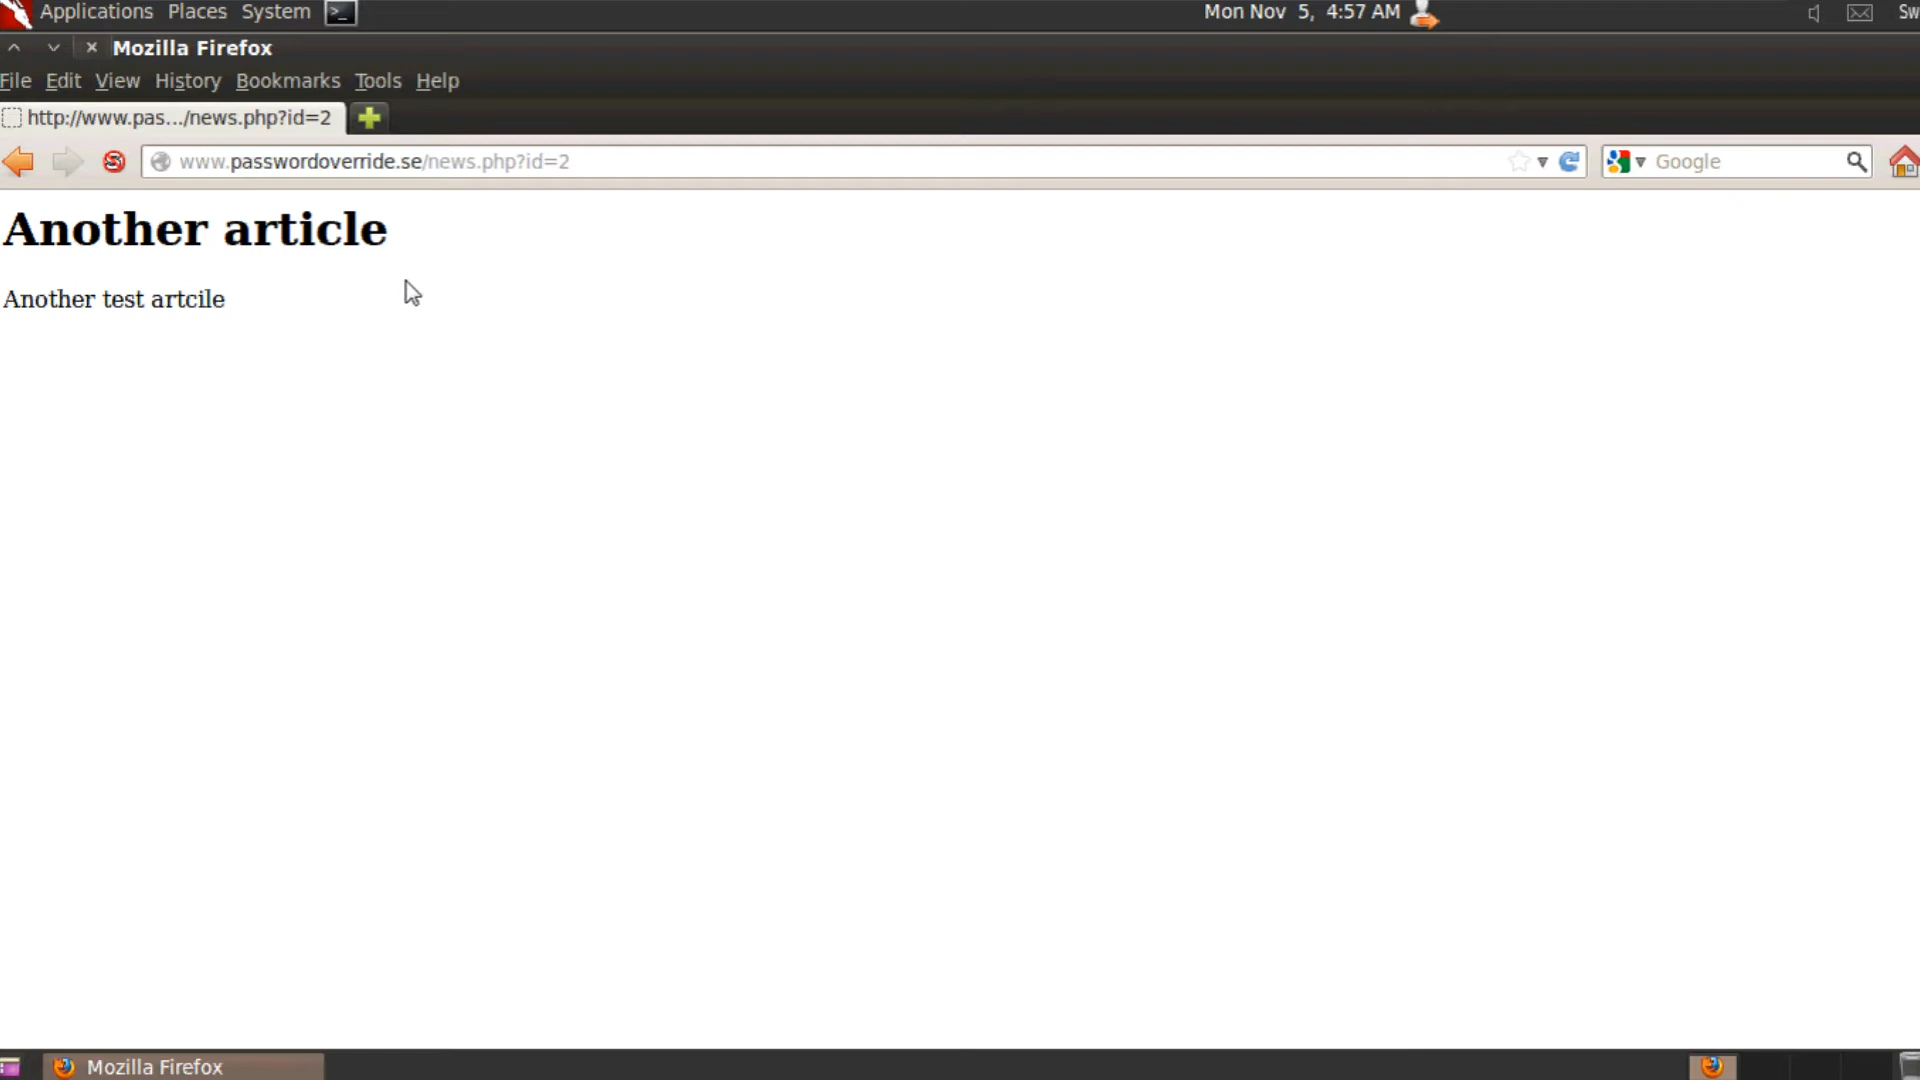 Applications Places System Mon Nov 5, 4:57 AM Sw
Mozilla Firefox
File Edit View History Bookmarks Tools Help
http://www.pas.../news.php?id=2
www.passwordoverride.se/news.php?id=2 Google
Another article
Another test artcile
Mozilla Firefox